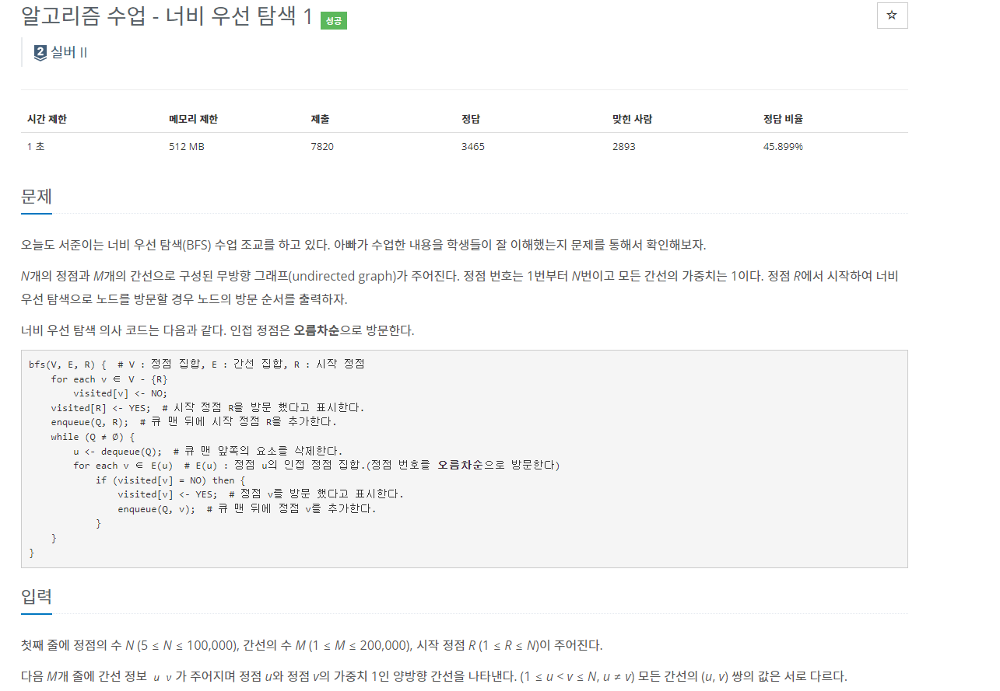 알고리즘 수업 - 너비 우선 탐색 1 성공
☆
2 실버 II
시간 제한 메모리 제한 제출 정답 맞힌 사람 정답 비율
1 초 512 MB 7820 3465 2893 45.899%
문제
오늘도 서준이는 너비 우선 탐색(BFS) 수업 조교를 하고 있다. 아빠가 수업한 내용을 학생들이 잘 이해했는지 문제를 통해서 확인해보자.
N개의 정점과 M개의 간선으로 구성된 무방향 그래프(undirected graph)가 주어진다. 정점 번호는 1번부터 N번이고 모든 간선의 가중치는 1이다. 정점 R에서 시작하여 너비
우선 탐색으로 노드를 방문할 경우 노드의 방문 순서를 출력하자.
너비 우선 탐색 의사 코드는 다음과 같다. 인접 정점은 오름차순으로 방문한다.
bfs(V, E, R) {  # V : 정점 집합, E : 간선 집합, R : 시작 정점
    for each v ∈ V - {R}
        visited[v] <- NO;
    visited[R] <- YES;  # 시작 정점 R을 방문 했다고 표시한다.
    enqueue(Q, R);  # 큐 맨 뒤에 시작 정점 R을 추가한다.
    while (Q ≠ ∅) {
        u <- dequeue(Q);  # 큐 맨 앞쪽의 요소를 삭제한다.
        for each v ∈ E(u)  # E(u) : 정점 u의 인접 정점 집합.(정점 번호를 오름차순으로 방문한다)
            if (visited[v] = NO) then {
                visited[v] <- YES;  # 정점 v를 방문 했다고 표시한다.
                enqueue(Q, v);  # 큐 맨 뒤에 정점 v를 추가한다.
            }
    }
}
입력
첫째 줄에 정점의 수 N (5 ≤ N ≤ 100,000), 간선의 수 M (1 ≤ M ≤ 200,000), 시작 정점 R (1 ≤ R ≤ N)이 주어진다.
다음 M개 줄에 간선 정보 u v 가 주어지며 정점 u와 정점 v의 가중치 1인 양방향 간선을 나타낸다. (1 ≤ u < v ≤ N, u ≠ v) 모든 간선의 (u, v) 쌍의 값은 서로 다르다.